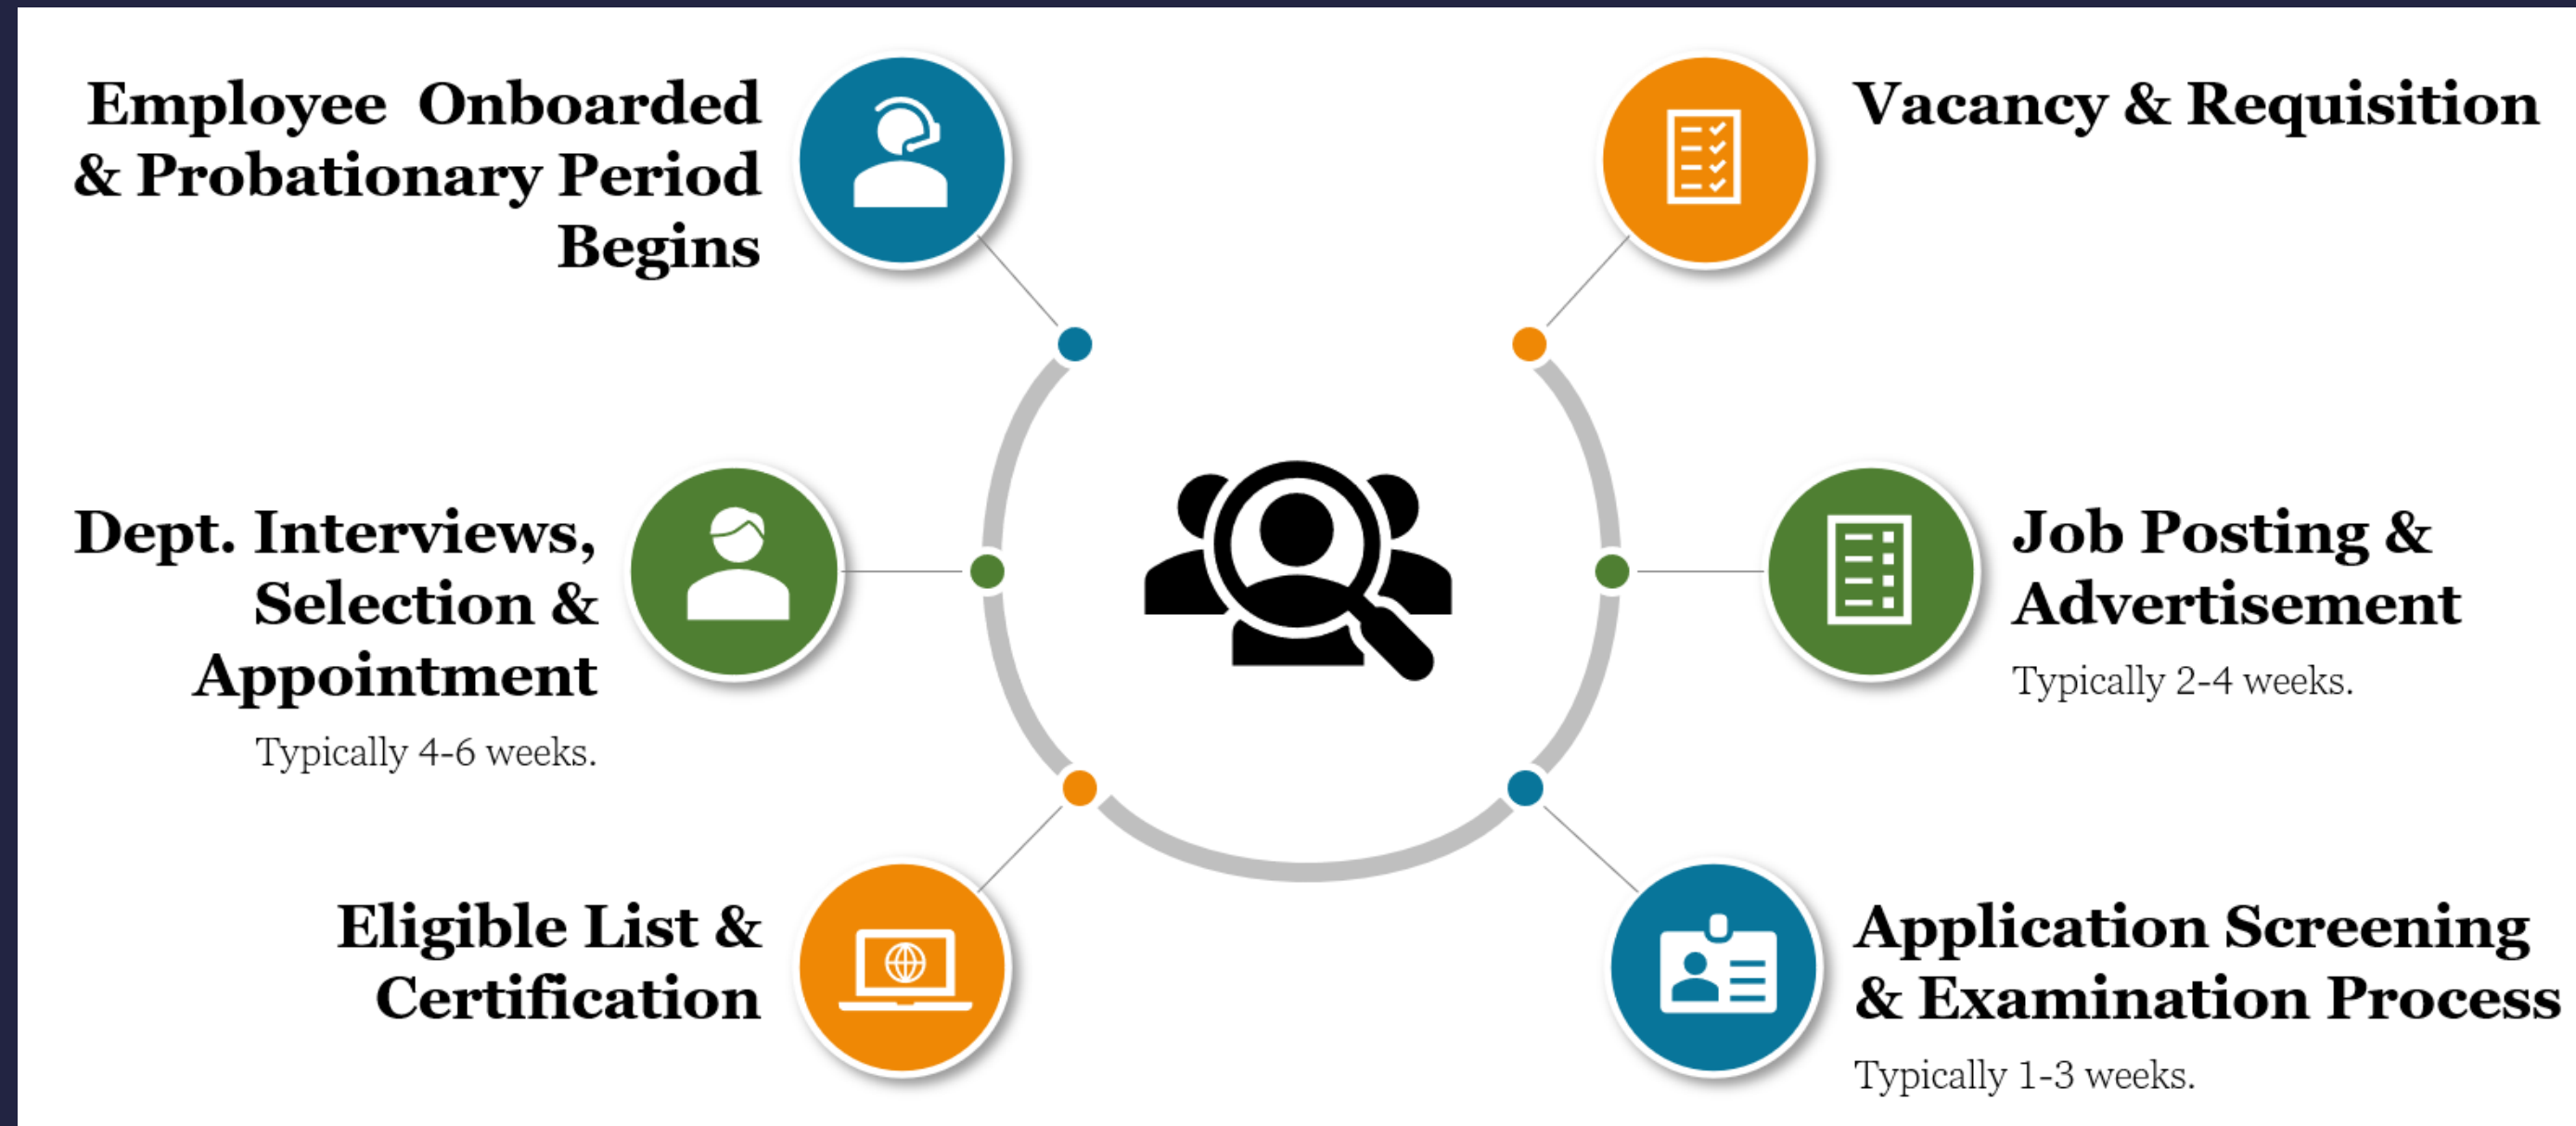 Employee Onboarded
& Probationary Period
Begins
Vacancy & Requisition
Dept. Interviews,
Selection &
Appointment
Typically 4-6 weeks.
Job Posting &
Advertisement
Typically 2-4 weeks.
Eligible List &
Certification
Application Screening
& Examination Process
Typically 1-3 weeks.